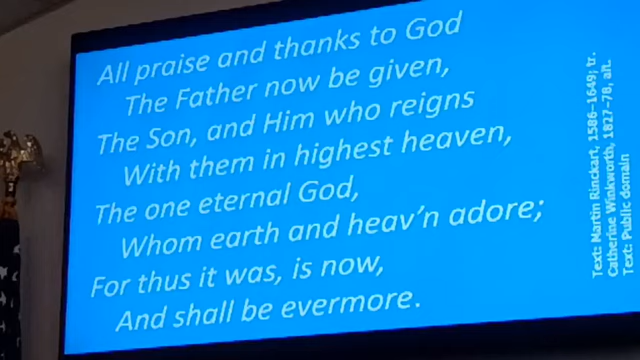 All praise and thanks to God
The Father now be given,
The Son, and Him who reigns
With them in highest heaven,
The one eternal God,
Whom earth and heav’n adore;
For thus it was, is now,
And shall be evermore.
Text: Martin Rinckart, 1586–1649; tr.
Catherine Winkworth, 1827–78, alt.
Text: Public domain